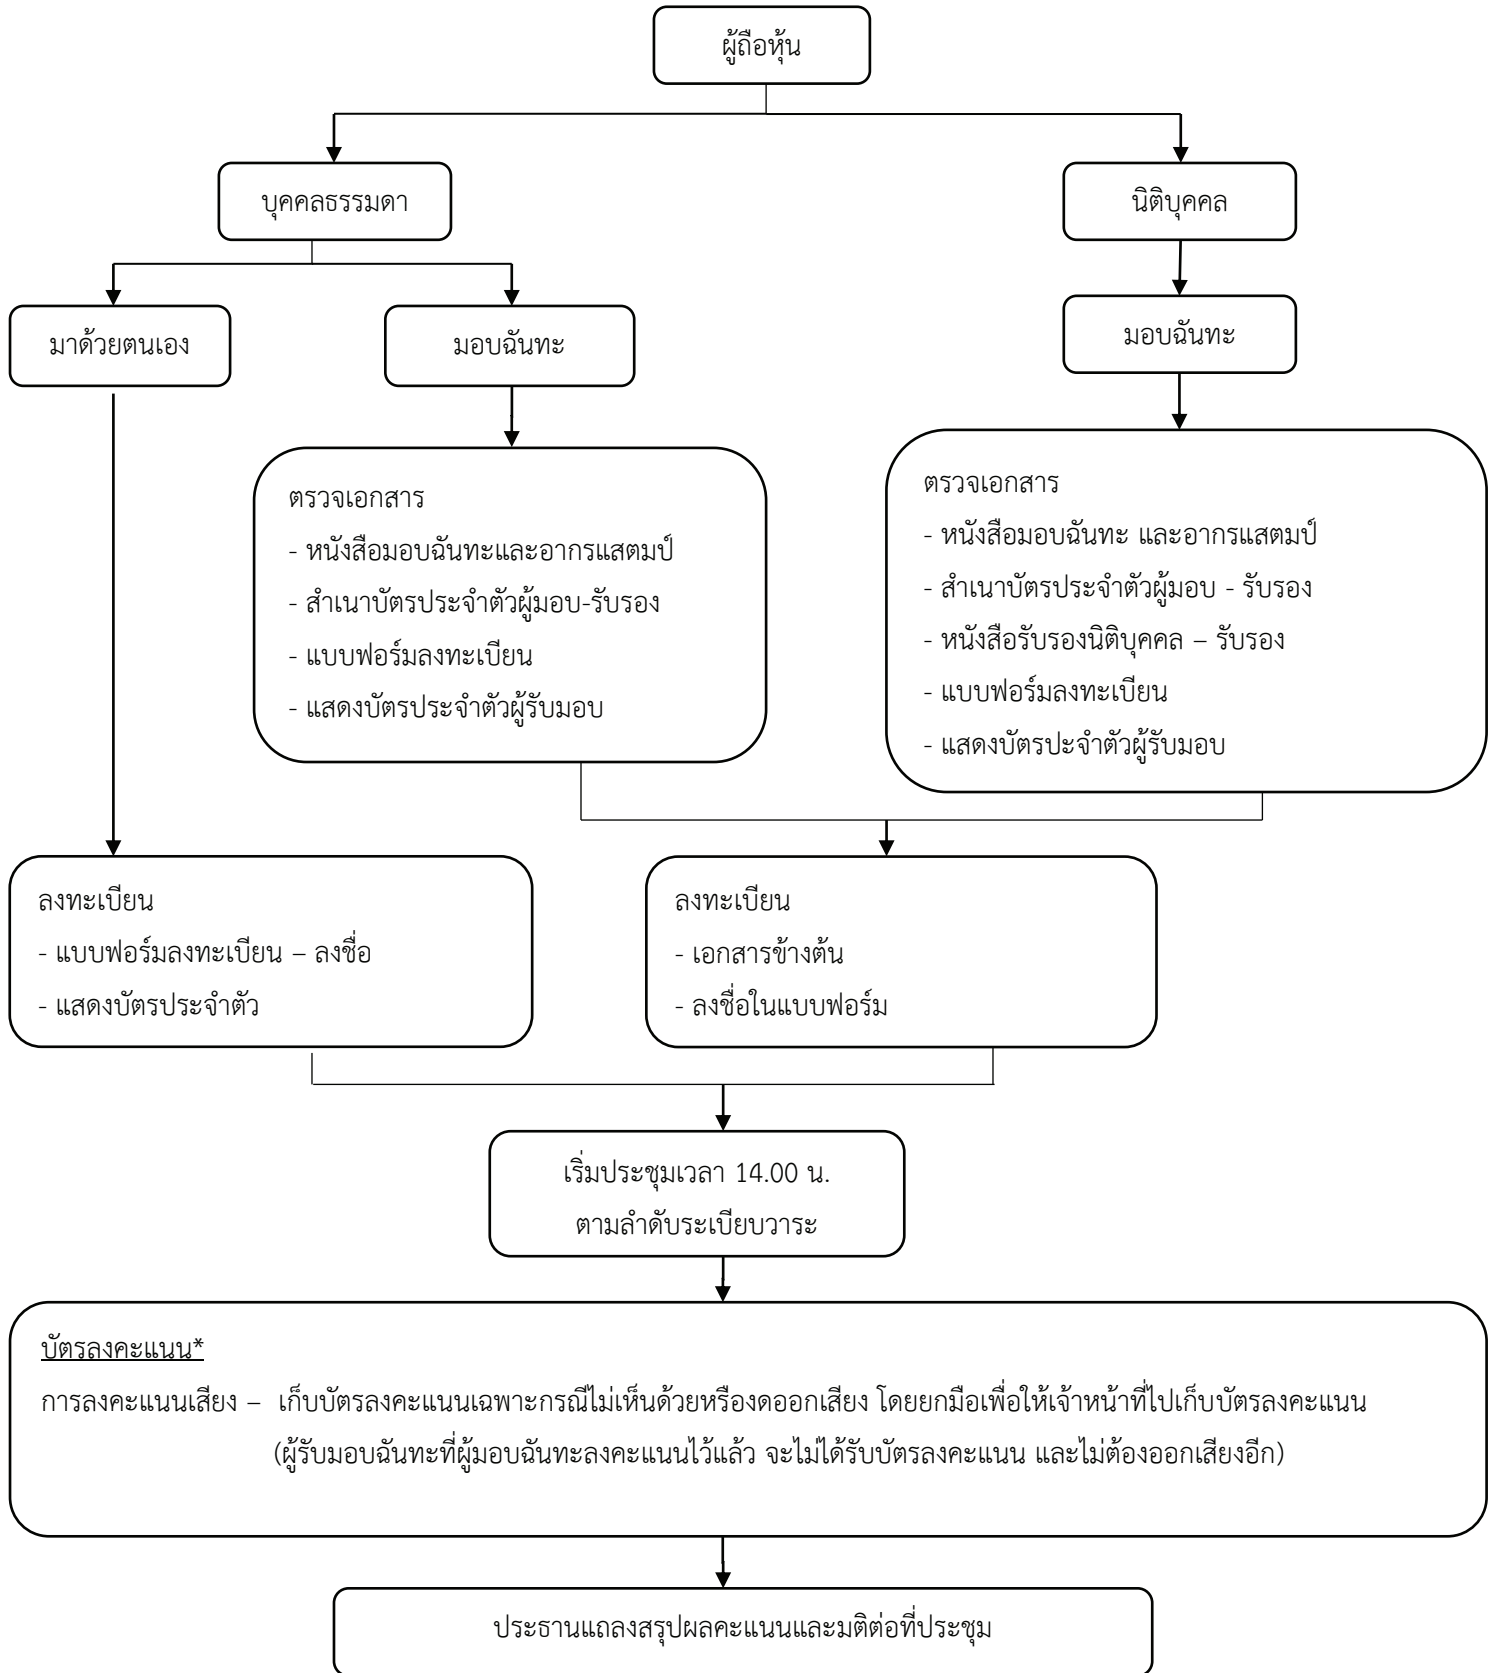 ผู้ถือหุ้น
บุคคลธรรมดา
นิติบุคคล
มาด้วยตนเอง
มอบฉันทะ
มอบฉันทะ
ตรวจเอกสาร
- หนังสือมอบฉันทะและอากรแสตมป์
- สำเนาบัตรประจำตัวผู้มอบ-รับรอง
- แบบฟอร์มลงทะเบียน
- แสดงบัตรประจำตัวผู้รับมอบ
ตรวจเอกสาร
- หนังสือมอบฉันทะ และอากรแสตมป์
- สำเนาบัตรประจำตัวผู้มอบ - รับรอง
- หนังสือรับรองนิติบุคคล – รับรอง
- แบบฟอร์มลงทะเบียน
- แสดงบัตรปะจำตัวผู้รับมอบ
ลงทะเบียน
- แบบฟอร์มลงทะเบียน – ลงชื่อ
- แสดงบัตรประจำตัว
ลงทะเบียน
- เอกสารข้างต้น
- ลงชื่อในแบบฟอร์ม
เริ่มประชุมเวลา 14.00 น.
ตามลำดับระเบียบวาระ
บัตรลงคะแนน*
การลงคะแนนเสียง – เก็บบัตรลงคะแนนเฉพาะกรณีไม่เห็นด้วยหรืองดออกเสียง โดยยกมือเพื่อให้เจ้าหน้าที่ไปเก็บบัตรลงคะแนน
(ผู้รับมอบฉันทะที่ผู้มอบฉันทะลงคะแนนไว้แล้ว จะไม่ได้รับบัตรลงคะแนน และไม่ต้องออกเสียงอีก)
ประธานแถลงสรุปผลคะแนนและมติต่อที่ประชุม